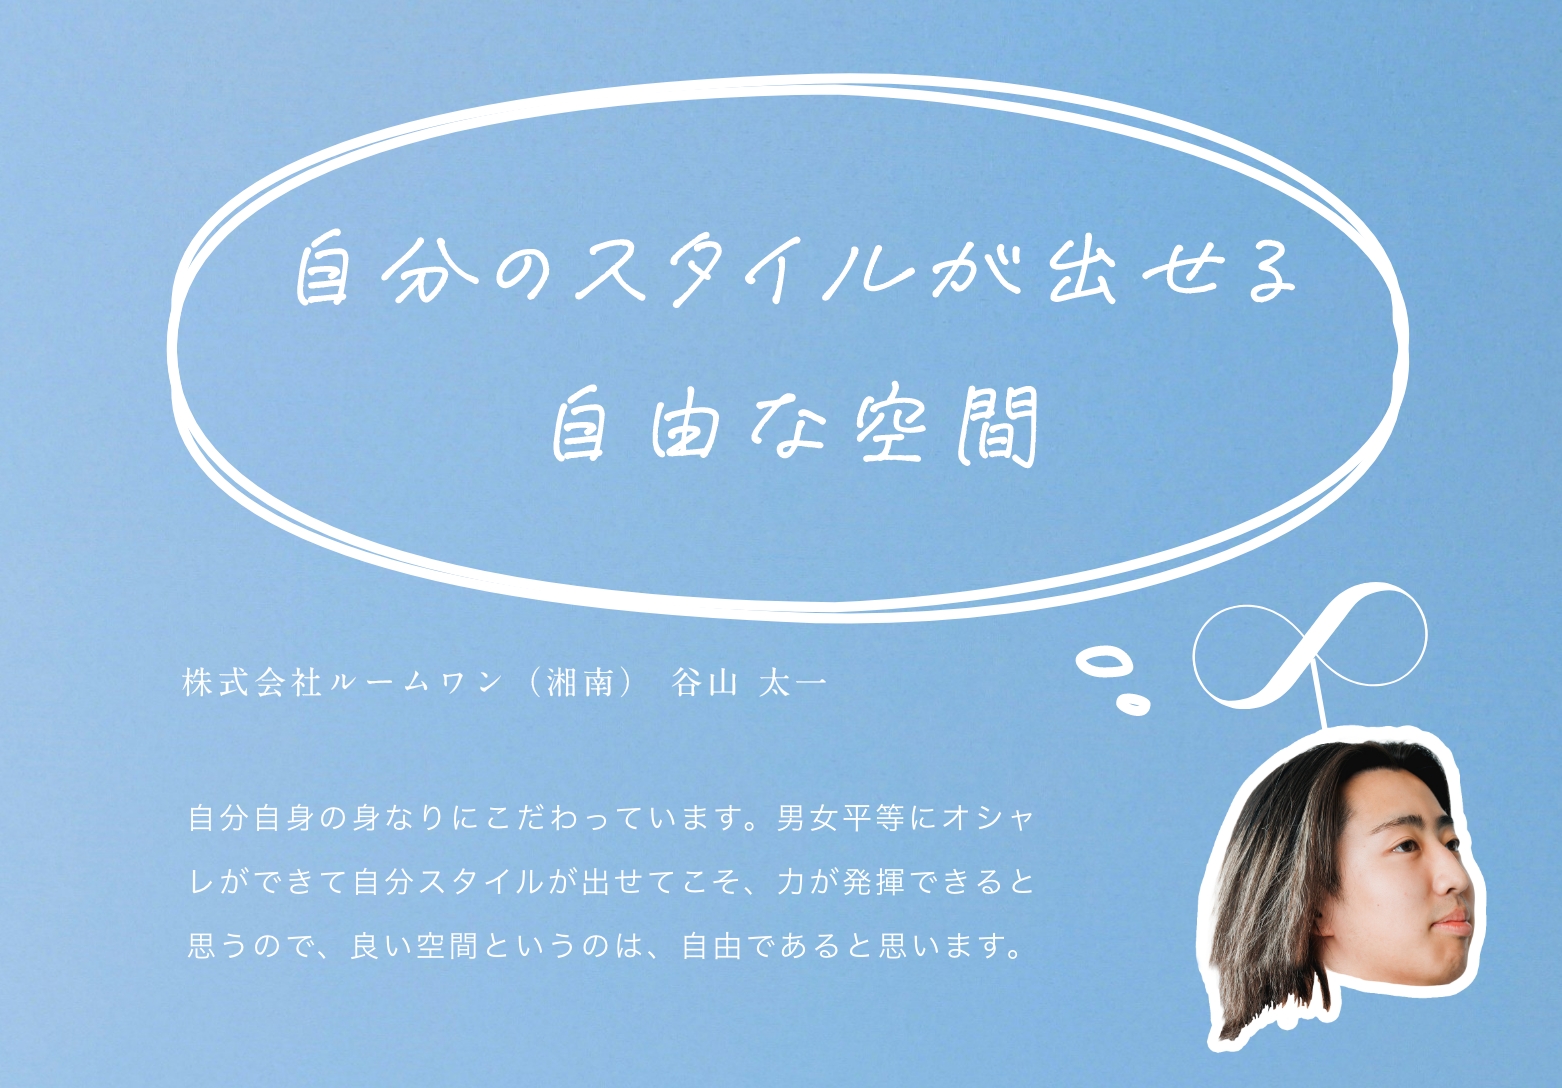 自分のスタイルが出せる
自由な空間
株式会社ルームワン（湘南） 谷山 太一
自分自身の身なりにこだわっています。男女平等にオシャ
レができて自分スタイルが出せてこそ、力が発揮できると
思うので、良い空間というのは、自由であると思います。